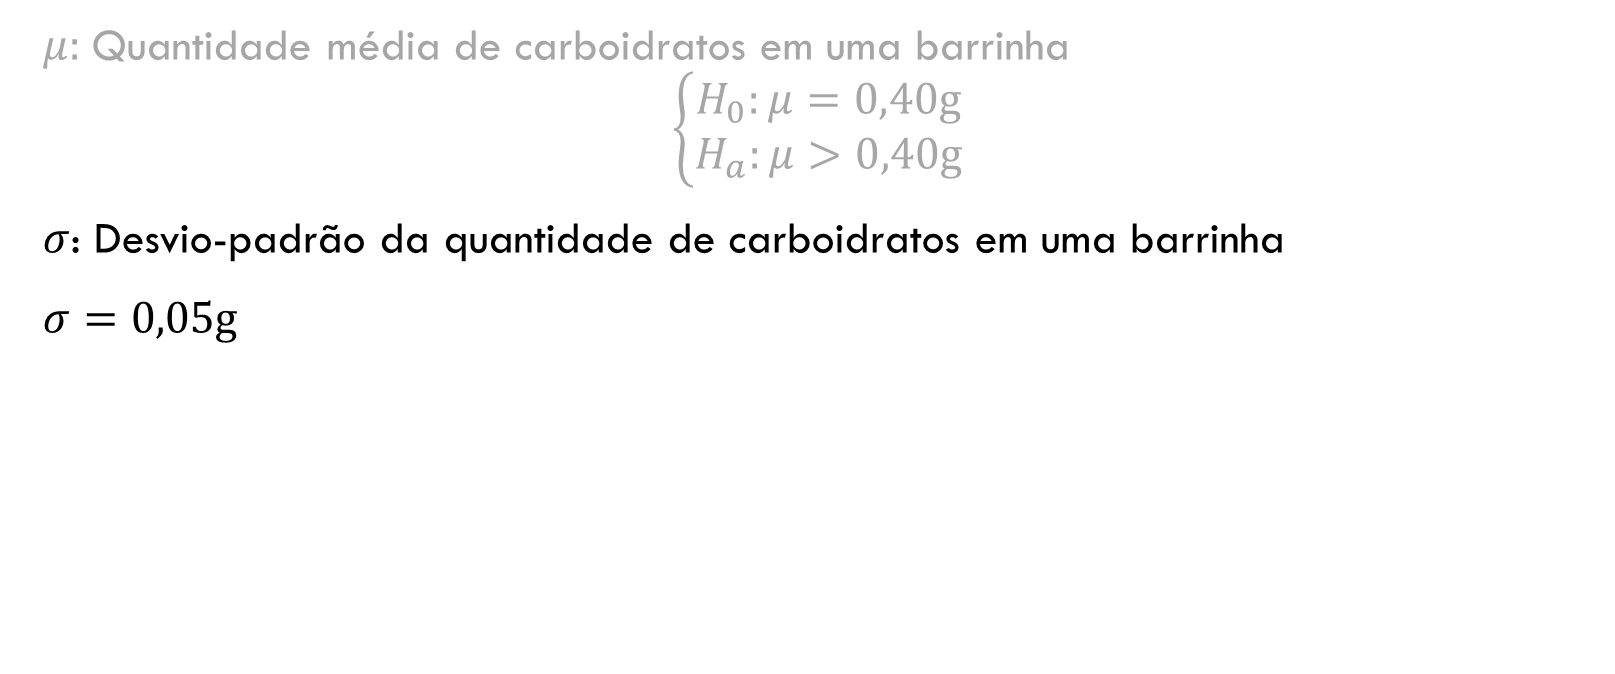 μ: Quantidade média de carboidratos em uma barrinha
H₀: μ = 0,40g
Hₐ: μ > 0,40g
σ: Desvio-padrão da quantidade de carboidratos em uma barrinha
σ = 0,05g